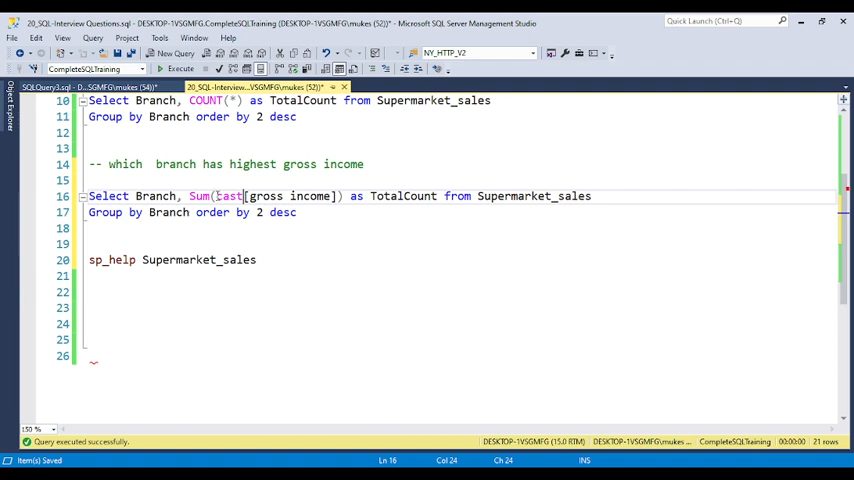 20_SQL-Interview Questions.sql - DESKTOP-1VSGMFG.CompleteSQLTraining (DESKTOP-1VSGMFG\mukes (52))* - Microsoft SQL Server Management Studio
Quick Launch (Ctrl+Q)
File Edit View Query Project Tools Window Help
New Query
NY_HTTP_V2
CompleteSQLTraining
Execute
SQLQuery3.sql - D...SGMFG\mukes (54))*
20_SQL-Interview...VSGMFG\mukes (52))*
Object Explorer
10 Select Branch, COUNT(*) as TotalCount from Supermarket_sales
11 Group by Branch order by 2 desc
12
13
14 -- which branch has highest gross income
15
16 Select Branch, Sum(cast[gross income]) as TotalCount from Supermarket_sales
17 Group by Branch order by 2 desc
18
19
20 sp_help Supermarket_sales
21
22
23
24
25
26
150 %
Query executed successfully.
DESKTOP-1VSGMFG (15.0 RTM)
DESKTOP-1VSGMFG\mukes ...
CompleteSQLTraining
00:00:00
21 rows
Item(s) Saved
Ln 16
Col 24
Ch 24
INS